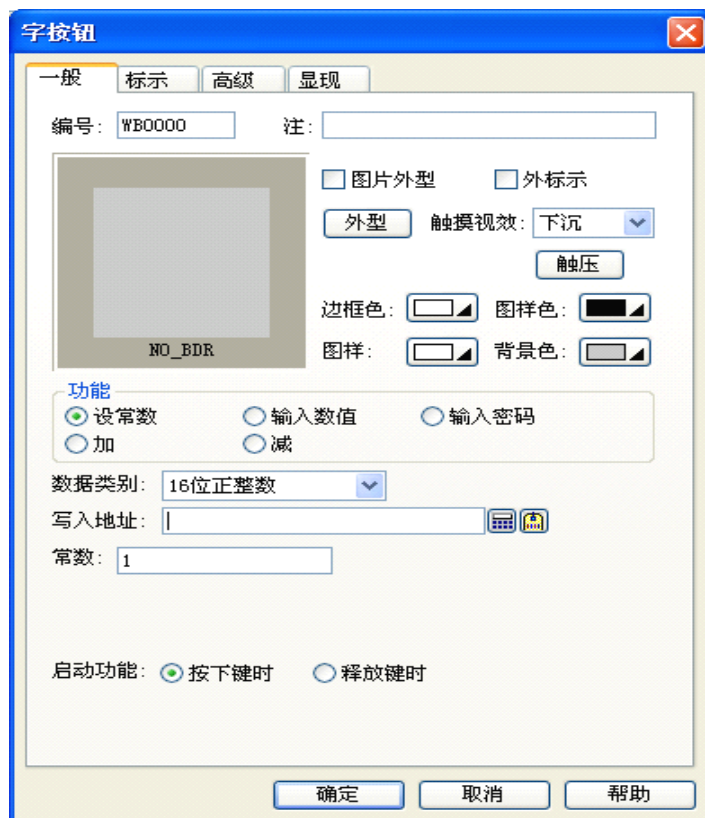 字按钮
一般 标示 高级 显现
编号: WB0000 注:
图片外型 外标示
外型 触摸视效: 下沉
触压
边框色: 图样色:
NO_BDR 图样: 背景色:
功能
设常数 输入数值 输入密码
加 减
数据类别: 16位正整数
写入地址:
常数: 1
启动功能: 按下键时 释放键时
确定 取消 帮助